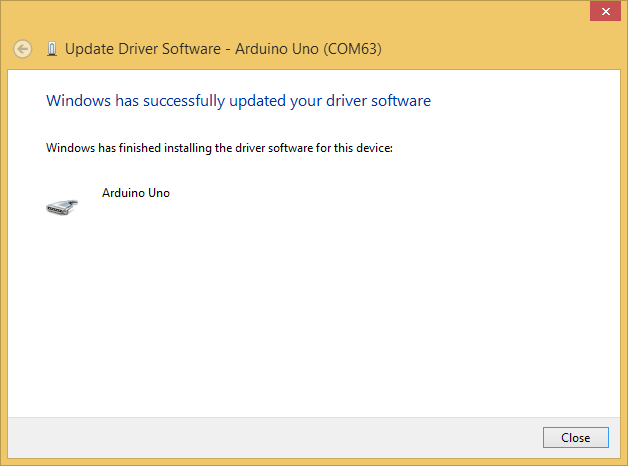 Update Driver Software - Arduino Uno (COM63)
Windows has successfully updated your driver software
Windows has finished installing the driver software for this device:
Arduino Uno
Close